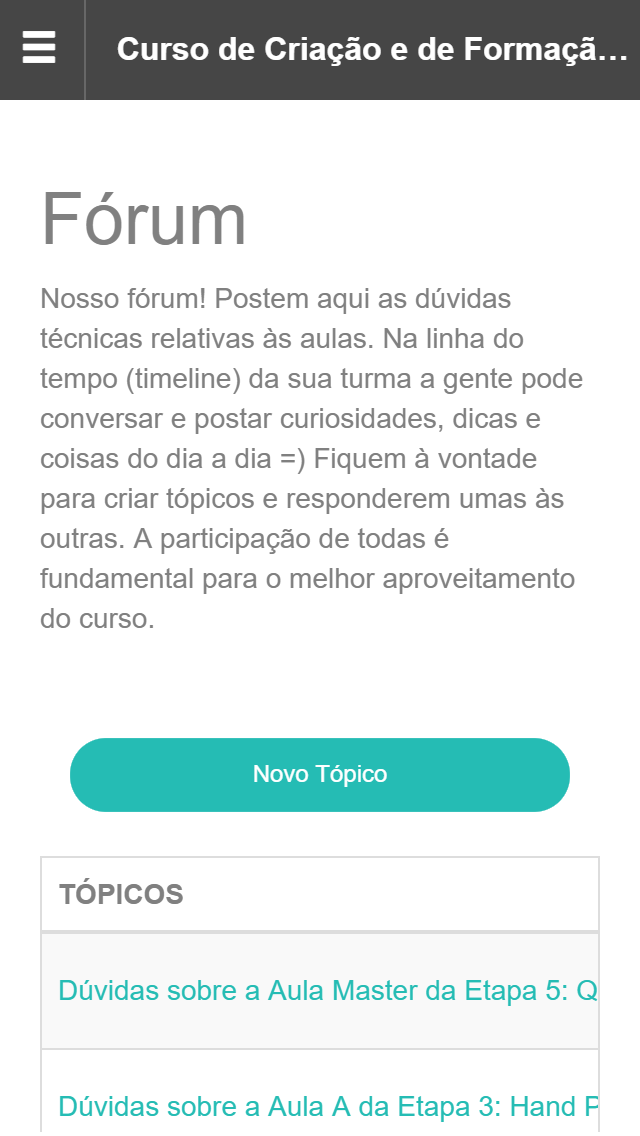 Curso de Criação e de Formaçã...
Fórum
Nosso fórum! Postem aqui as dúvidas
técnicas relativas às aulas. Na linha do
tempo (timeline) da sua turma a gente pode
conversar e postar curiosidades, dicas e
coisas do dia a dia =) Fiquem à vontade
para criar tópicos e responderem umas às
outras. A participação de todas é
fundamental para o melhor aproveitamento
do curso.
Novo Tópico
TÓPICOS
Dúvidas sobre a Aula Master da Etapa 5: Q
Dúvidas sobre a Aula A da Etapa 3: Hand P